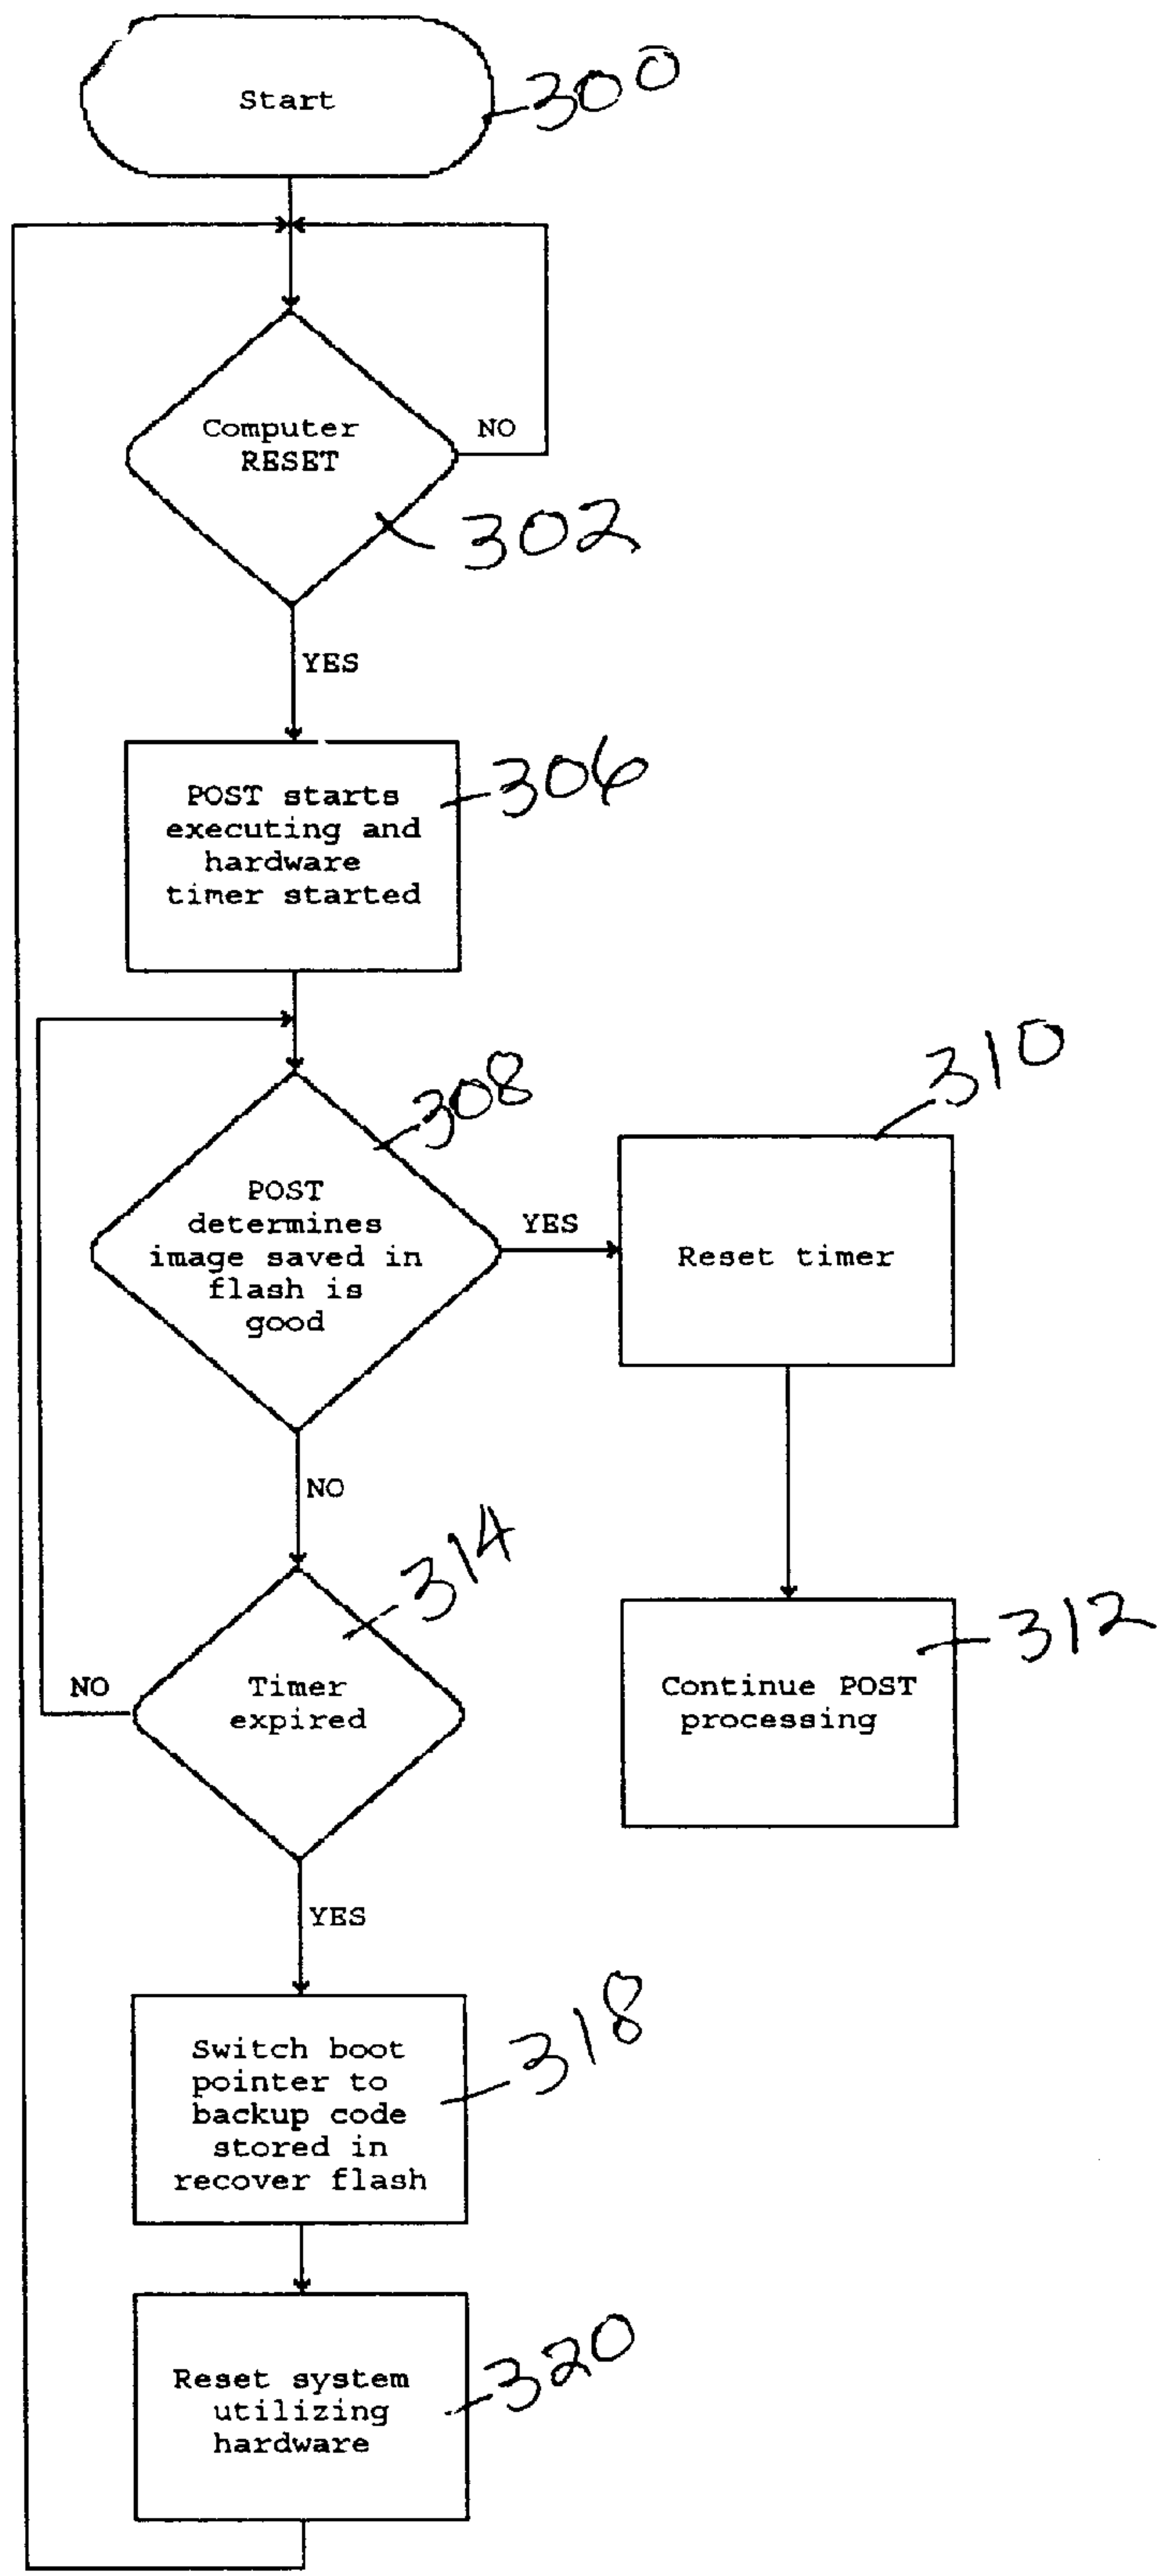 Start
300
Computer
RESET
NO
302
YES
POST starts
executing and
hardware
timer started
306
308
POST
determines
image saved in
flash is
good
YES
310
Reset timer
NO
314
Timer
expired
NO
312
Continue POST
processing
YES
Switch boot
pointer to
backup code
stored in
recover flash
318
Reset system
utilizing
hardware
320